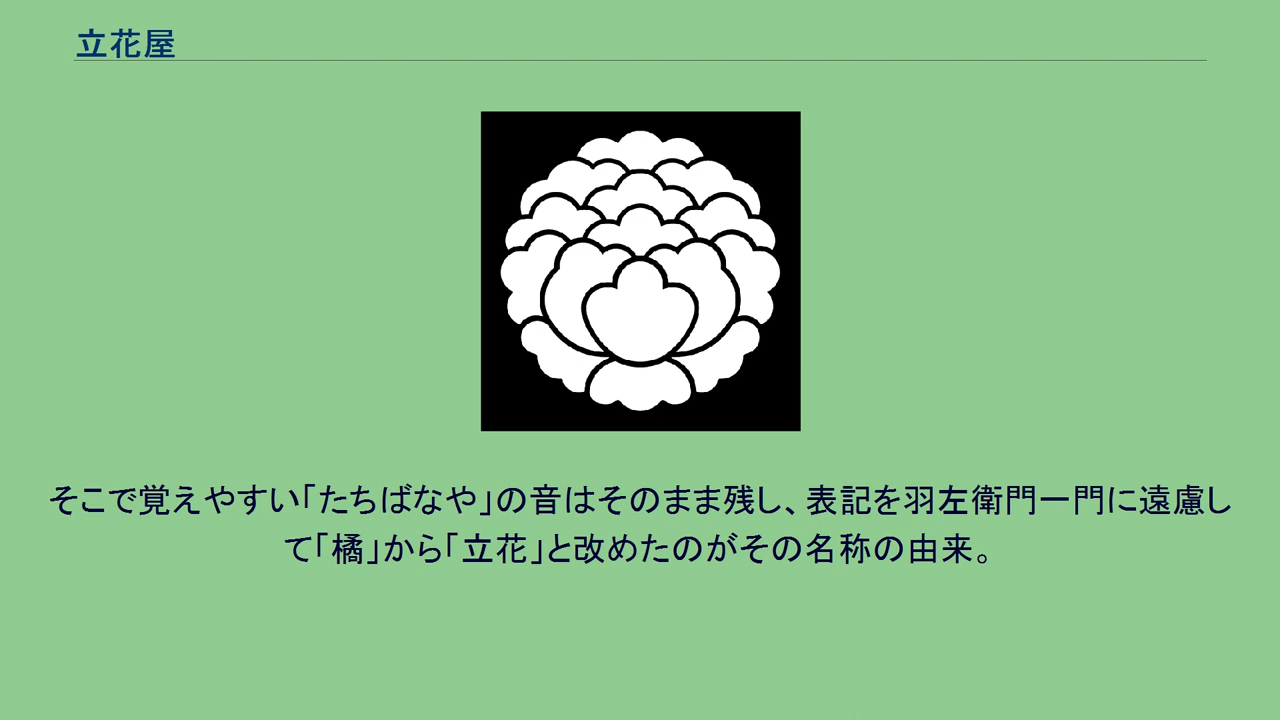 立花屋
そこで覚えやすい「たちばなや」の音はそのまま残し、表記を羽左衛門一門に遠慮し
て「橘」から「立花」と改めたのがその名称の由来。